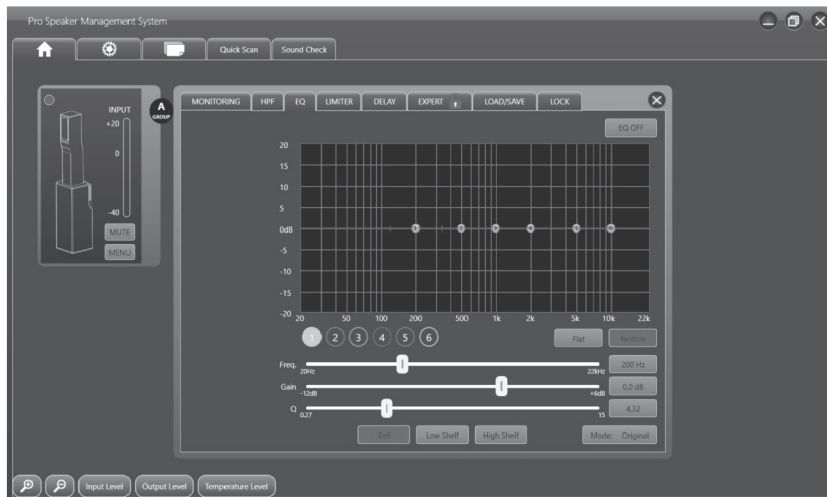 Pro Speaker Management System
Quick Scan Sound Check
INPUT
+20
0
-40
MUTE
MENU
A
GROUP
MONITORING HPF EQ LIMITER DELAY EXPERT LOAD/SAVE LOCK
EQ OFF
20
15
10
5
0dB
-5
-10
-15
-20
20 50 100 200 500 1k 2k 5k 10k 22k
1 2 3 4 5 6
Flat Restore
Freq. 20Hz 22kHz 200 Hz
Gain -12dB +6dB 0,0 dB
Q 0.27 15 4,32
Bell Low Shelf High Shelf Mode: Original
Input Level Output Level Temperature Level